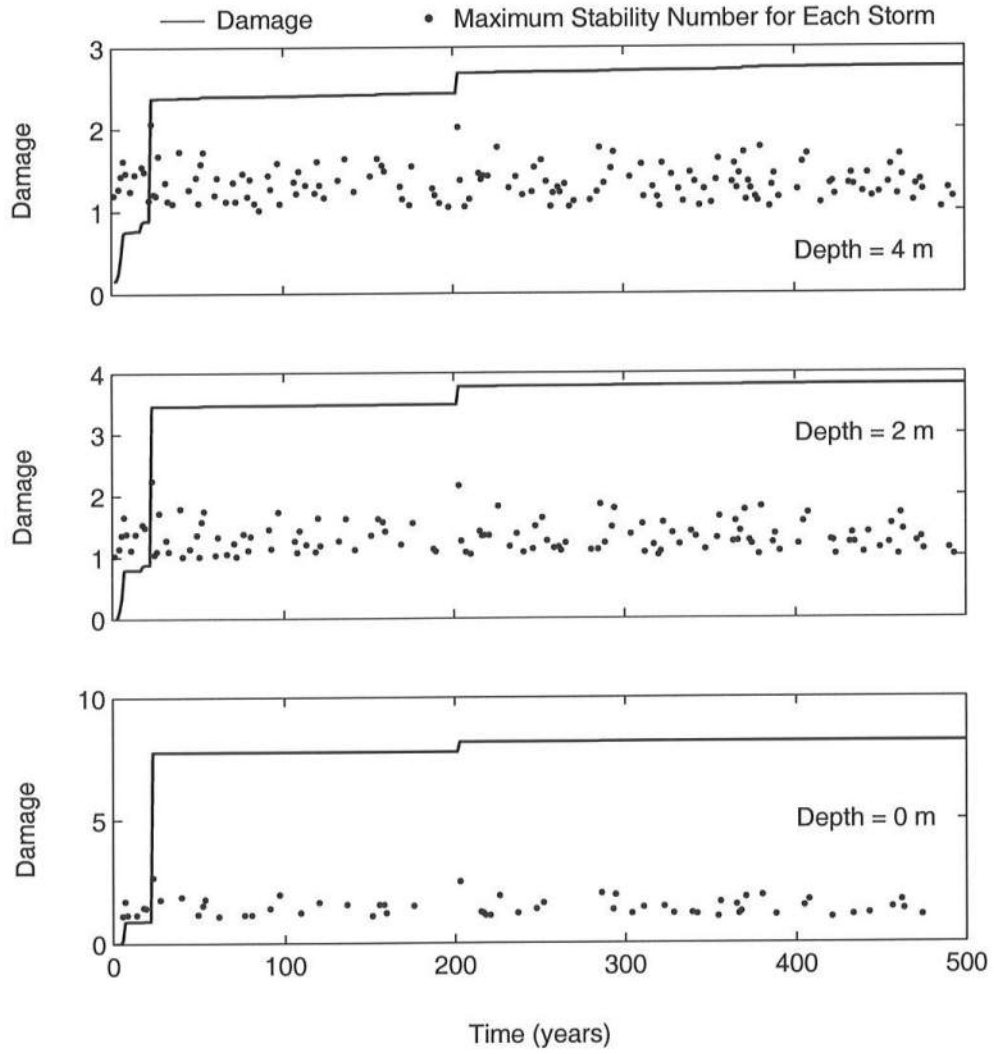 Damage
Maximum Stability Number for Each Storm
3
2
1
0
Damage
Depth = 4 m
4
3
2
1
0
Damage
Depth = 2 m
10
5
0
Damage
Depth = 0 m
0 100 200 300 400 500
Time (years)